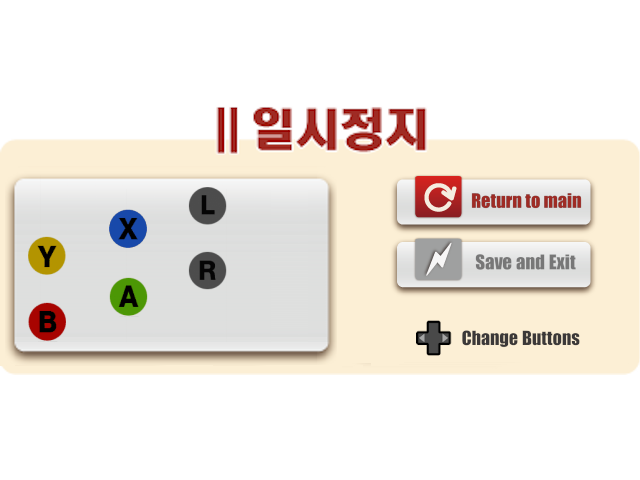 || 일시정지
L
X
Y
R
A
B
Return to main
Save and Exit
Change Buttons